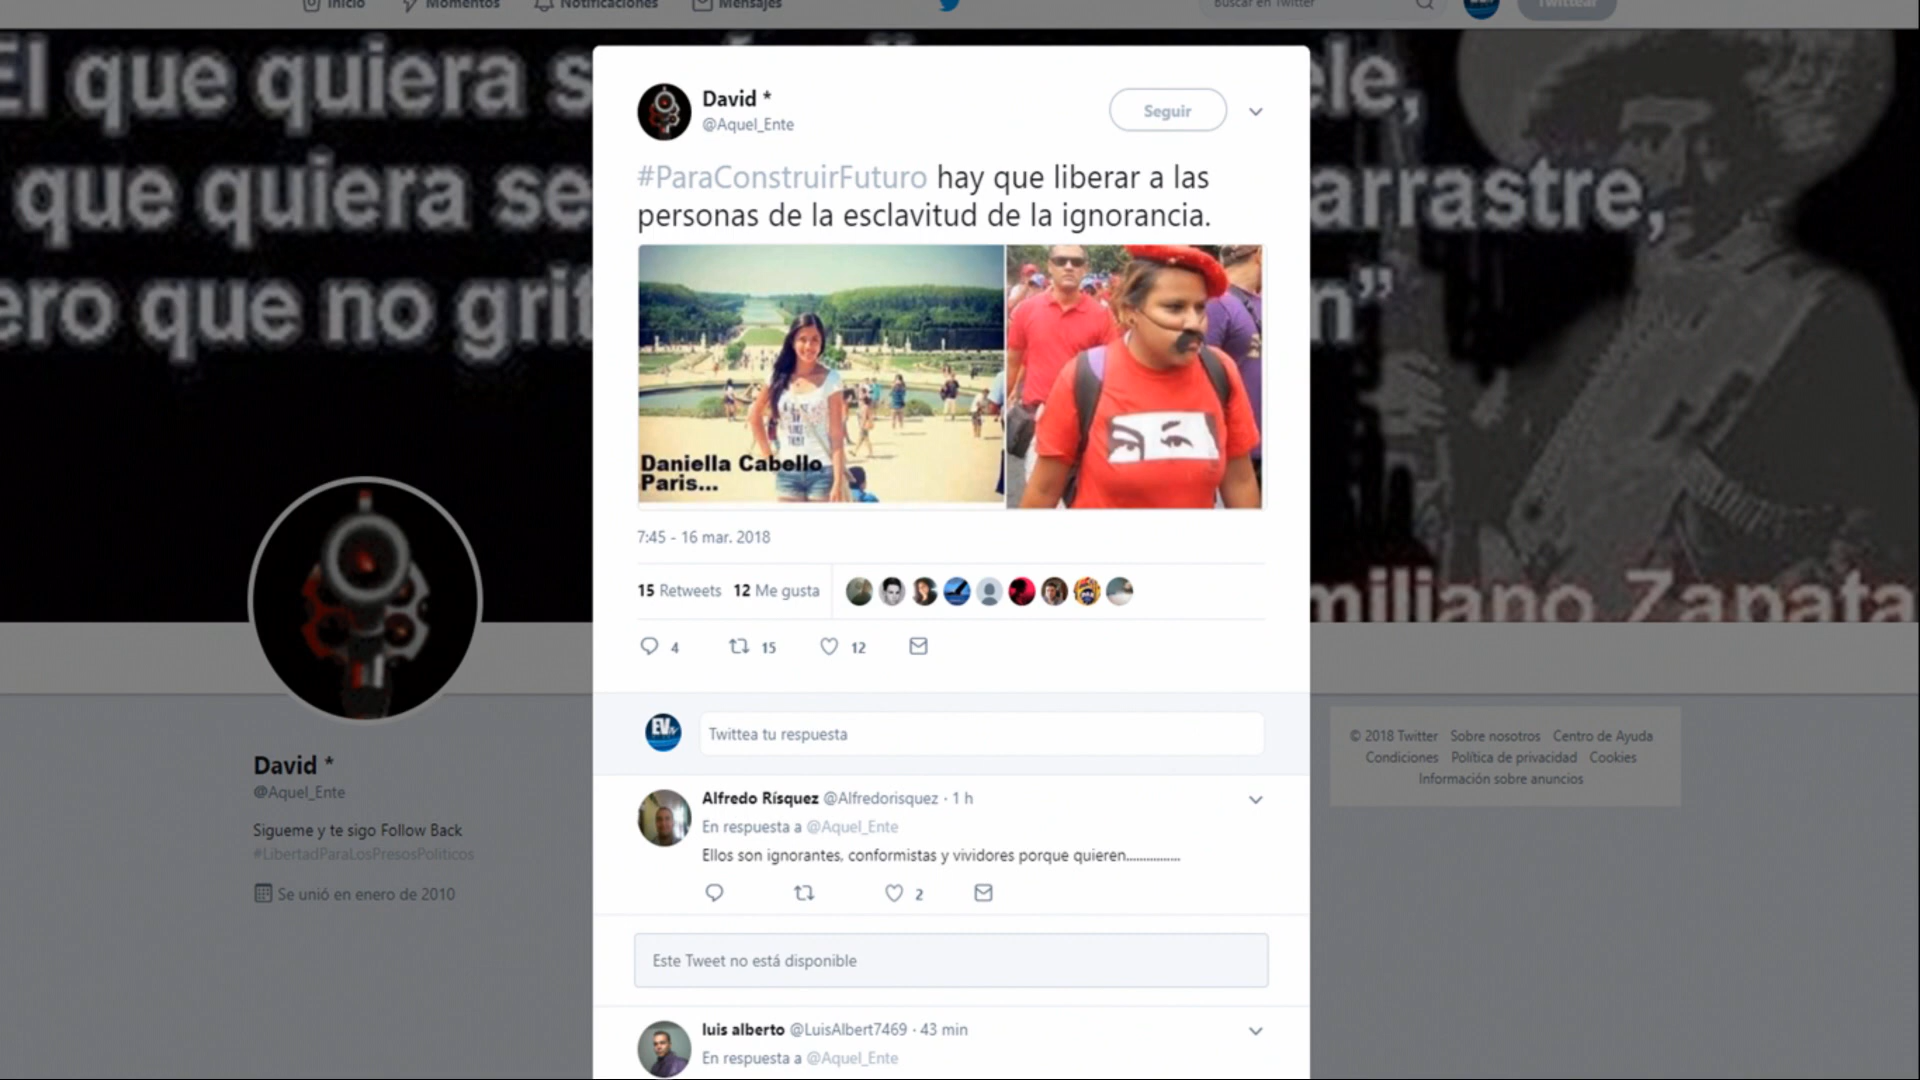 Inicio
Momentos
Notificaciones
Mensajes
Buscar en Twitter
Twittear
El que quiera s
ele,
que quiera se
arrastre,
ero que no grit
n”
miliano Zapata
David *
@Aquel_Ente
Seguir
#ParaConstruirFuturo hay que liberar a las
personas de la esclavitud de la ignorancia.
Daniella Cabello
Paris...
7:45 - 16 mar. 2018
15 Retweets 12 Me gusta
4 15 12
EVtv
Twittea tu respuesta
Alfredo Rísquez @Alfredorisquez · 1 h
En respuesta a @Aquel_Ente
Ellos son ignorantes, conformistas y vividores porque quieren................
2
Este Tweet no está disponible
luis alberto @LuisAlbert7469 · 43 min
En respuesta a @Aquel_Ente
David *
@Aquel_Ente
Sigueme y te sigo Follow Back
#LibertadParaLosPresosPoliticos
Se unió en enero de 2010
© 2018 Twitter Sobre nosotros Centro de Ayuda
Condiciones Política de privacidad Cookies
Información sobre anuncios